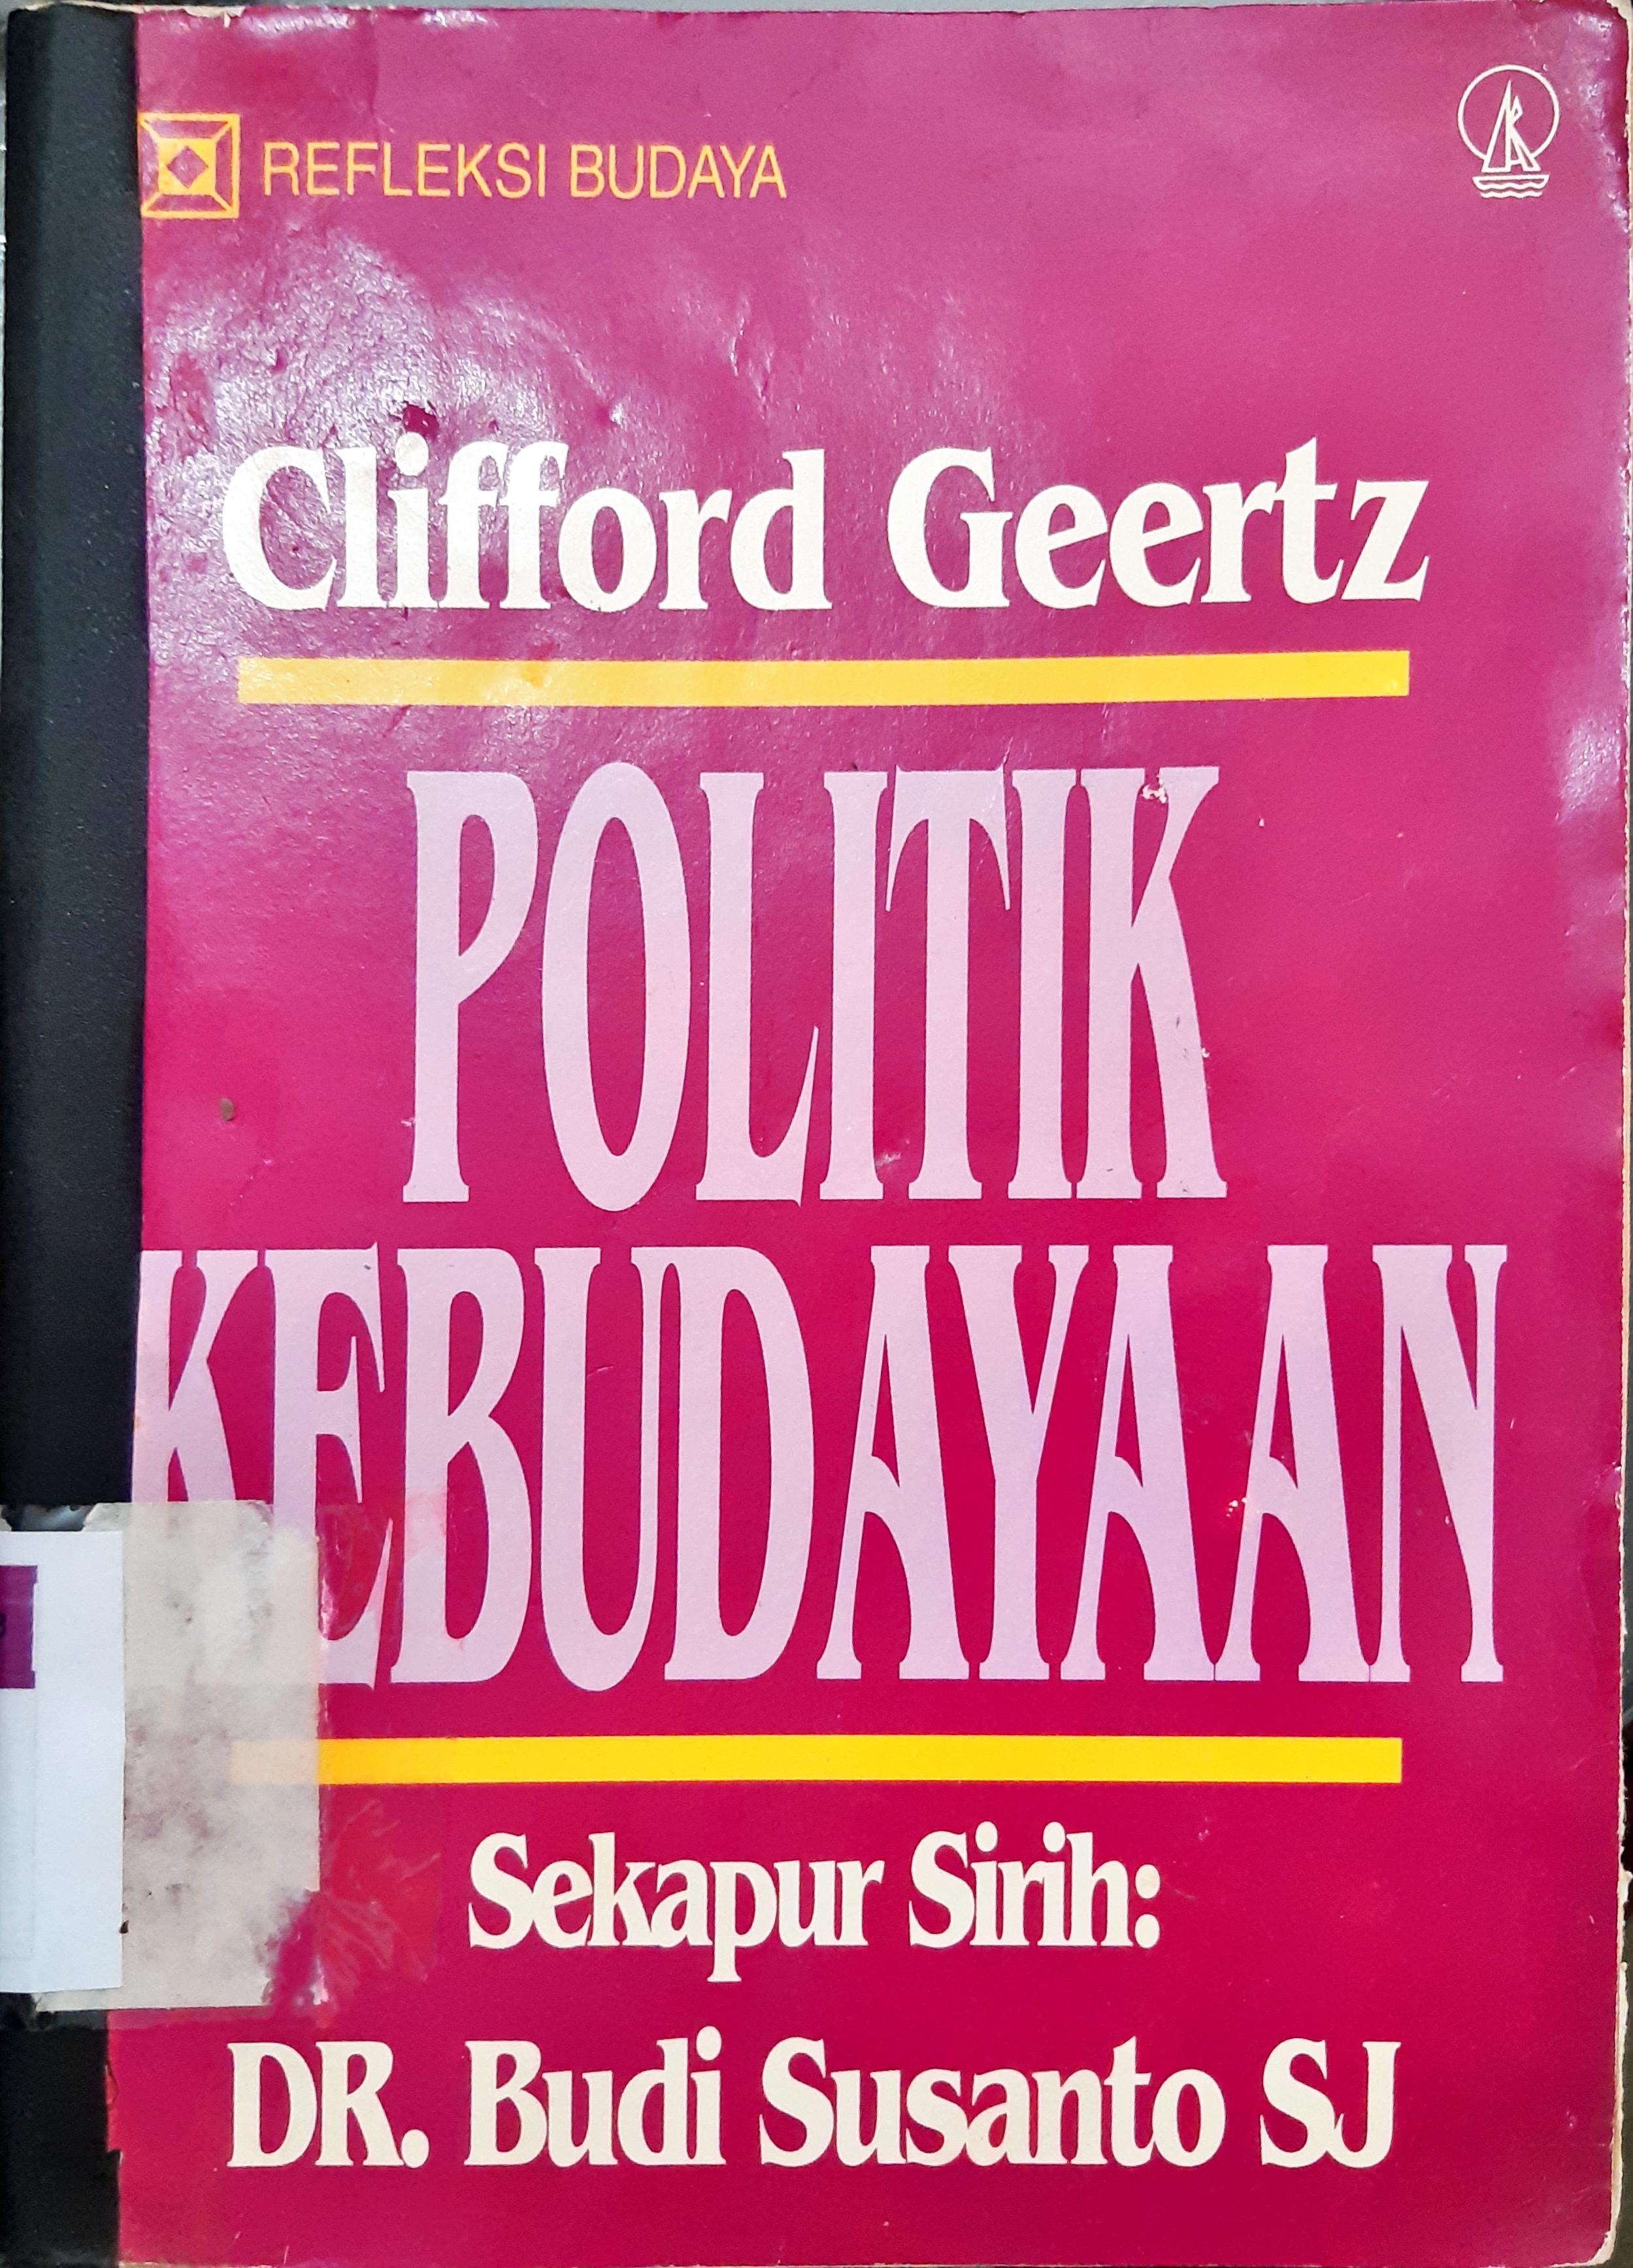 REFLEKSI BUDAYA
Clifford Geertz
POLITIK
KEBUDAYAAN
Sekapur Sirih:
DR. Budi Susanto SJ